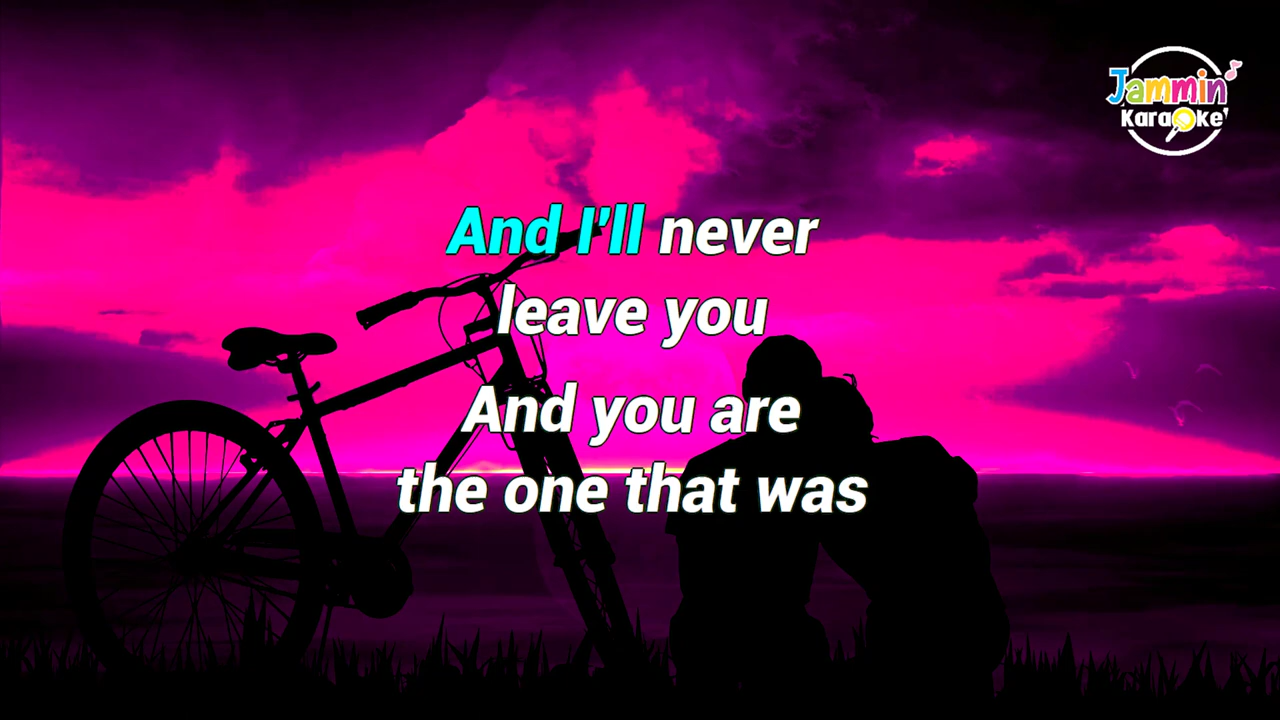 Jammin'
Karaoke'
And I'll never
leave you
And you are
the one that was